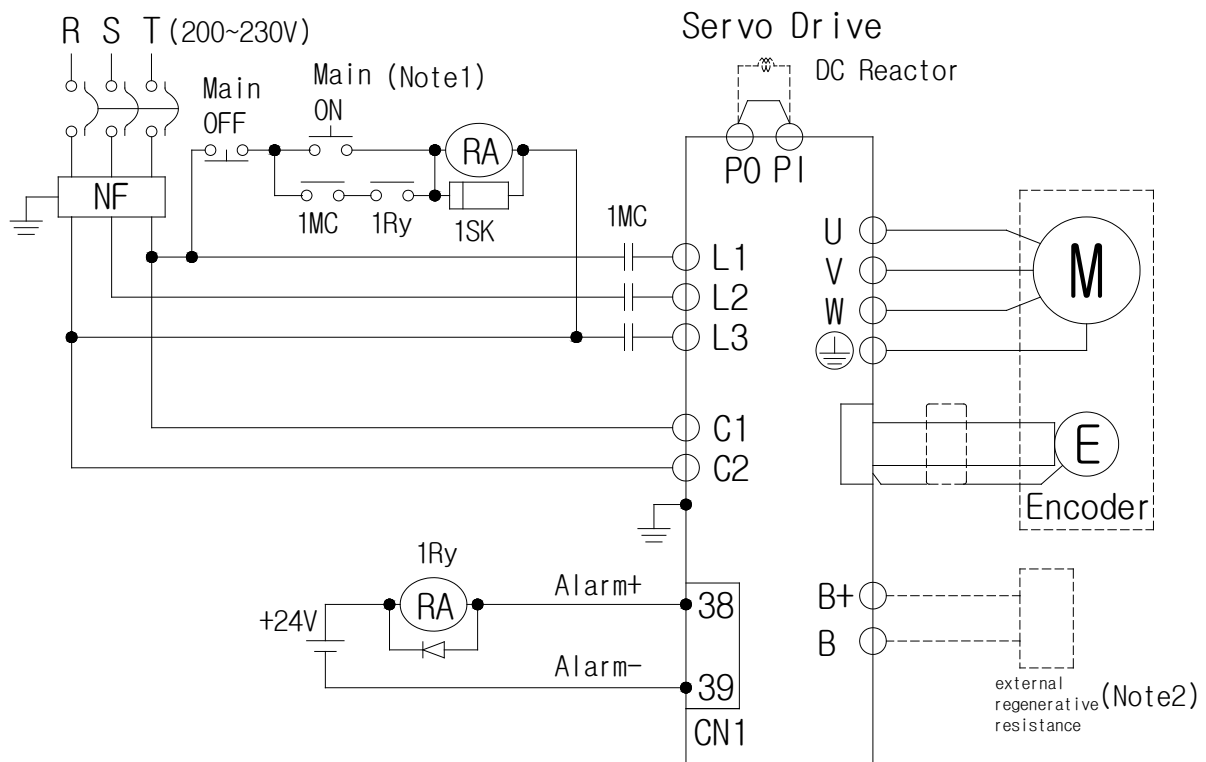 R S T (200~230V)
Servo Drive
DC Reactor
Main
OFF
Main (Note1)
ON
RA
PO PI
NF
1MC
1Ry
1SK
1MC
L1
L2
L3
U
V
W
M
C1
C2
E
Encoder
1Ry
RA
+24V
Alarm+
Alarm-
38
39
CN1
B+
B
external
regenerative (Note2)
resistance